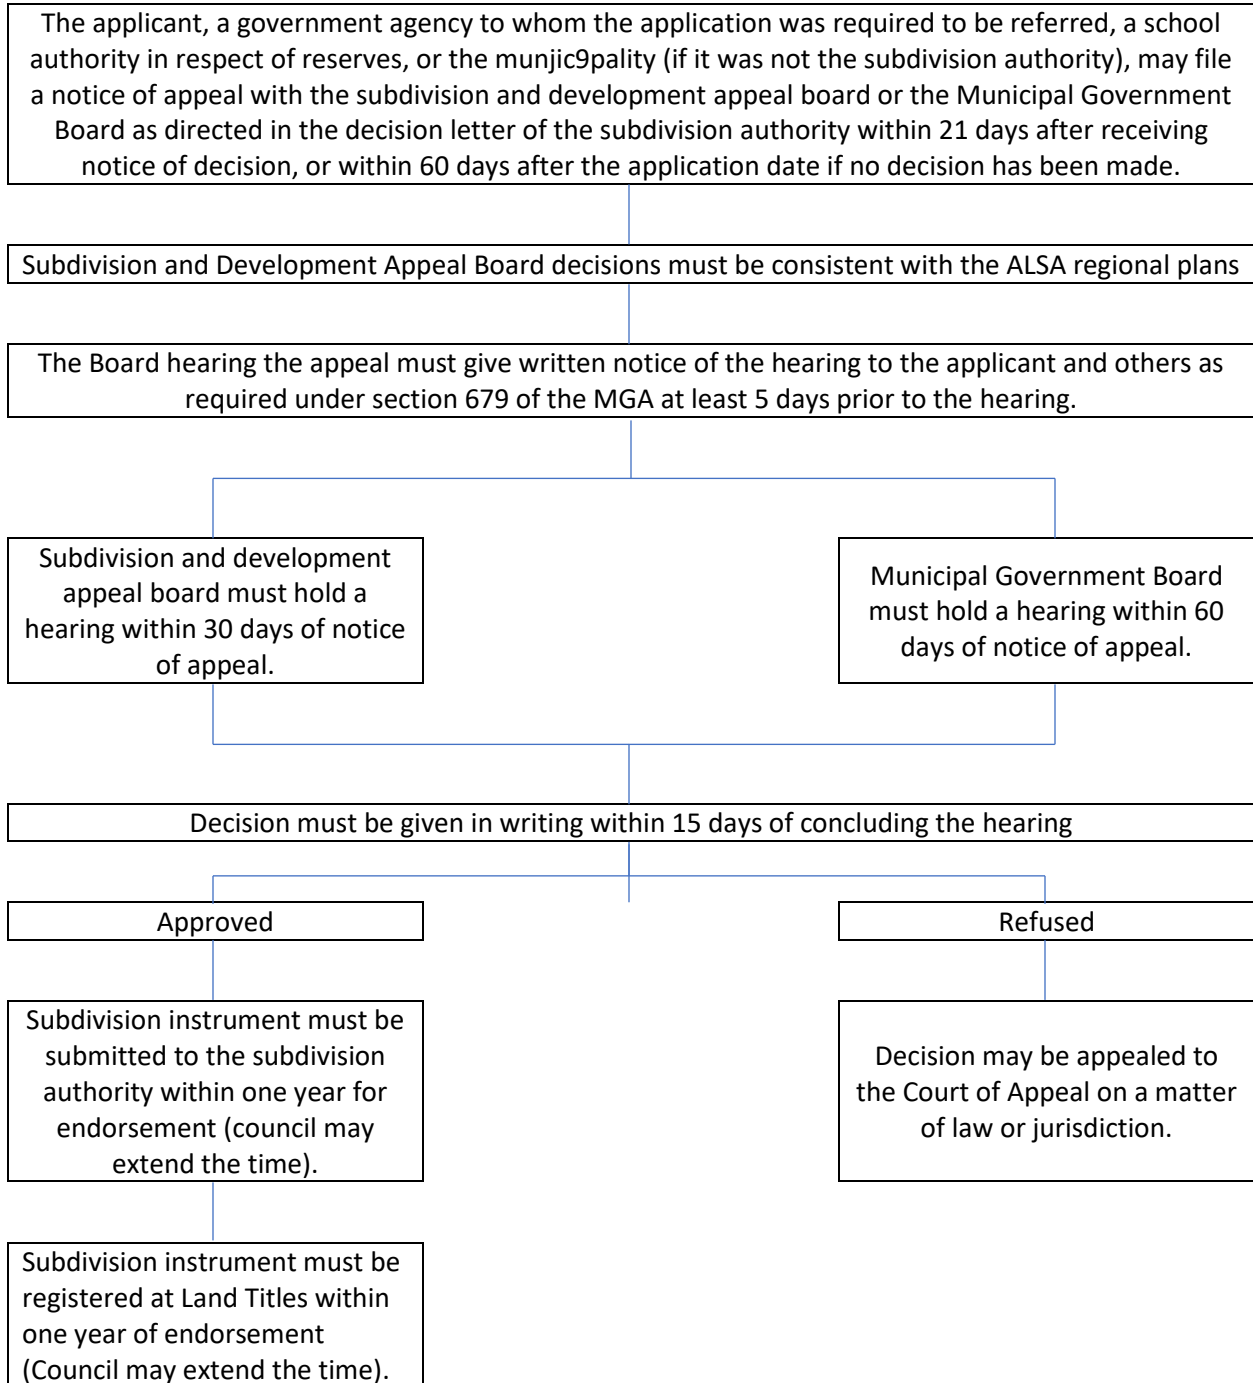 The applicant, a government agency to whom the application was required to be referred, a school
authority in respect of reserves, or the munjic9pality (if it was not the subdivision authority), may file
a notice of appeal with the subdivision and development appeal board or the Municipal Government
Board as directed in the decision letter of the subdivision authority within 21 days after receiving
notice of decision, or within 60 days after the application date if no decision has been made.
Subdivision and Development Appeal Board decisions must be consistent with the ALSA regional plans
The Board hearing the appeal must give written notice of the hearing to the applicant and others as
required under section 679 of the MGA at least 5 days prior to the hearing.
Subdivision and development
appeal board must hold a
hearing within 30 days of notice
of appeal.
Municipal Government Board
must hold a hearing within 60
days of notice of appeal.
Decision must be given in writing within 15 days of concluding the hearing
Approved
Refused
Subdivision instrument must be
submitted to the subdivision
authority within one year for
endorsement (council may
extend the time).
Decision may be appealed to
the Court of Appeal on a matter
of law or jurisdiction.
Subdivision instrument must be
registered at Land Titles within
one year of endorsement
(Council may extend the time).